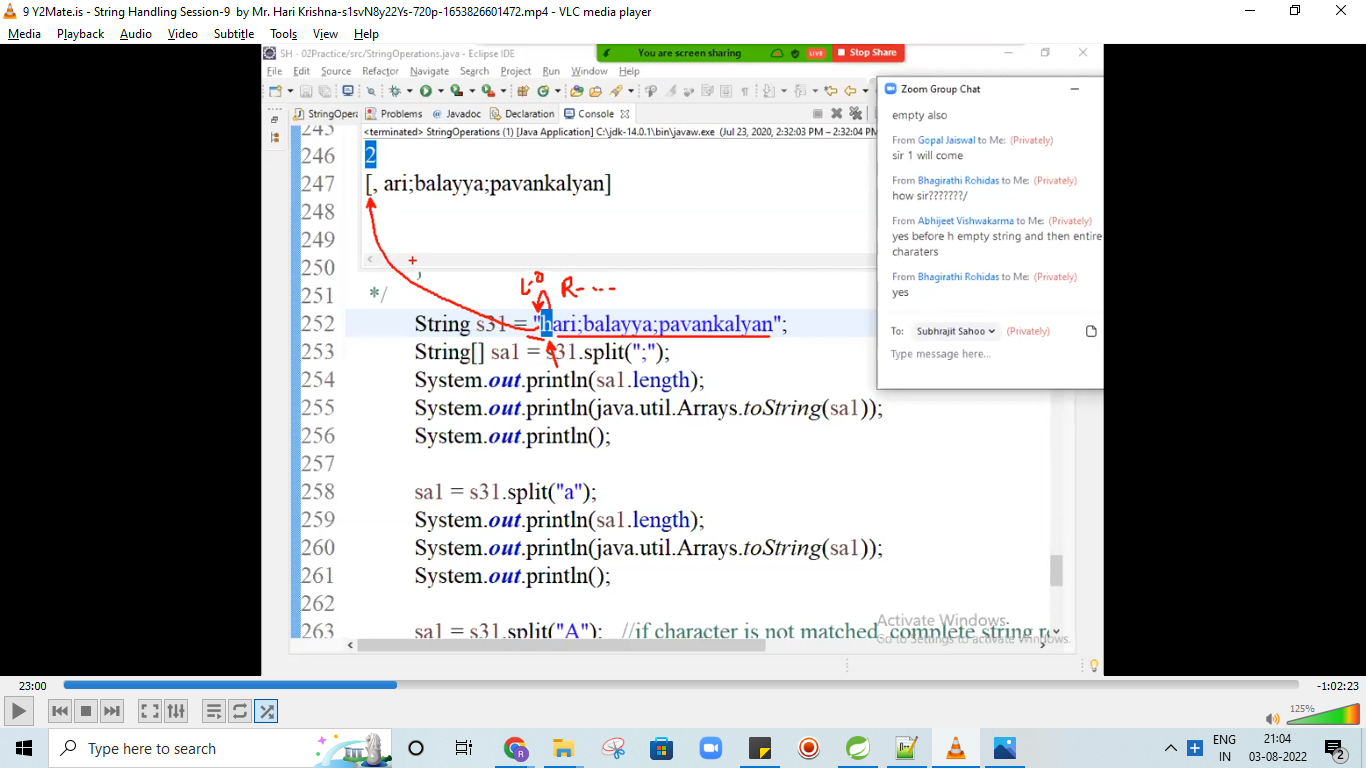 9 Y2Mate.is - String Handling Session-9 by Mr. Hari Krishna-s1svN8y22Ys-720p-1653826601472.mp4 - VLC media player
Media Playback Audio Video Subtitle Tools View Help
SH - 02Practice/src/StringOperations.java - Eclipse IDE
You are screen sharing LIVE Stop Share
File Edit Source Refactor Navigate Search Project Run Window Help
StringOpera Problems Javadoc Declaration Console
<terminated> StringOperations (1) [Java Application] C:\jdk-14.0.1\bin\javaw.exe (Jul 23, 2020, 2:32:03 PM – 2:32:04 PM
245
246 2
247 [, ari;balayya;pavankalyan]
248
249
250
251 */
L-0 R----
252 String s31 = "hari;balayya;pavankalyan";
253 String[] sa1 = s31.split(";");
254 System.out.println(sa1.length);
255 System.out.println(java.util.Arrays.toString(sa1));
256 System.out.println();
257
258 sa1 = s31.split("a");
259 System.out.println(sa1.length);
260 System.out.println(java.util.Arrays.toString(sa1));
261 System.out.println();
262
263 sa1 = s31.split("A"); //if character is not matched complete string re
Zoom Group Chat
empty also
From Gopal Jaiswal to Me: (Privately)
sir 1 will come
From Bhagirathi Rohidas to Me: (Privately)
how sir???????/
From Abhijeet Vishwakarma to Me: (Privately)
yes before h empty string and then entire
charaters
From Bhagirathi Rohidas to Me: (Privately)
yes
To: Subhrajit Sahoo (Privately)
Type message here...
Activate Windows
Go to Settings to activate Windows.
23:00 -1:02:23
125%
Type here to search
ENG
IN
21:04
03-08-2022
2